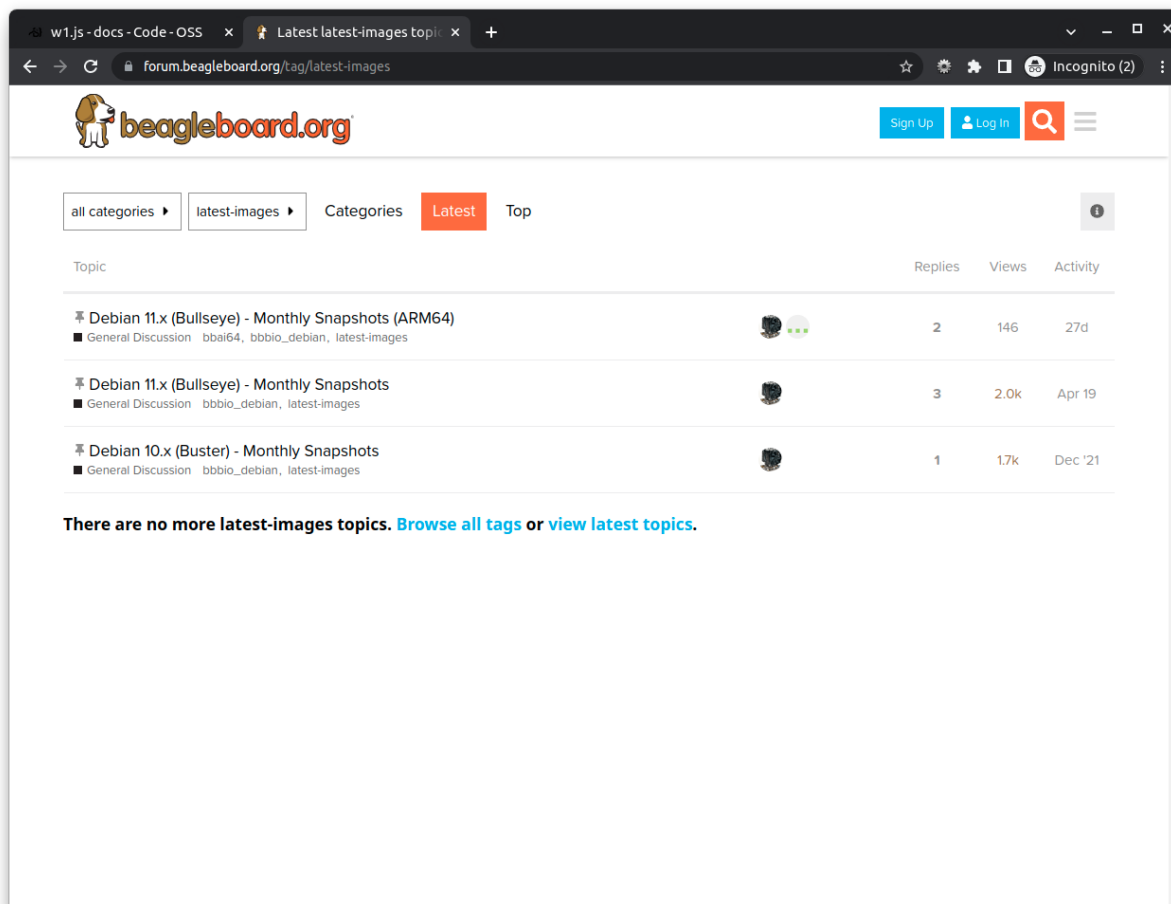 w1.js - docs - Code - OSS
Latest latest-images topic
forum.beagleboard.org/tag/latest-images
Incognito (2)
beagleboard.org
Sign Up
Log In
all categories
latest-images
Categories
Latest
Top
Topic
Replies
Views
Activity
Debian 11.x (Bullseye) - Monthly Snapshots (ARM64)
2
146
27d
General Discussion bbai64, bbbio_debian, latest-images
Debian 11.x (Bullseye) - Monthly Snapshots
3
2.0k
Apr 19
General Discussion bbbio_debian, latest-images
Debian 10.x (Buster) - Monthly Snapshots
1
1.7k
Dec '21
General Discussion bbbio_debian, latest-images
There are no more latest-images topics. Browse all tags or view latest topics.